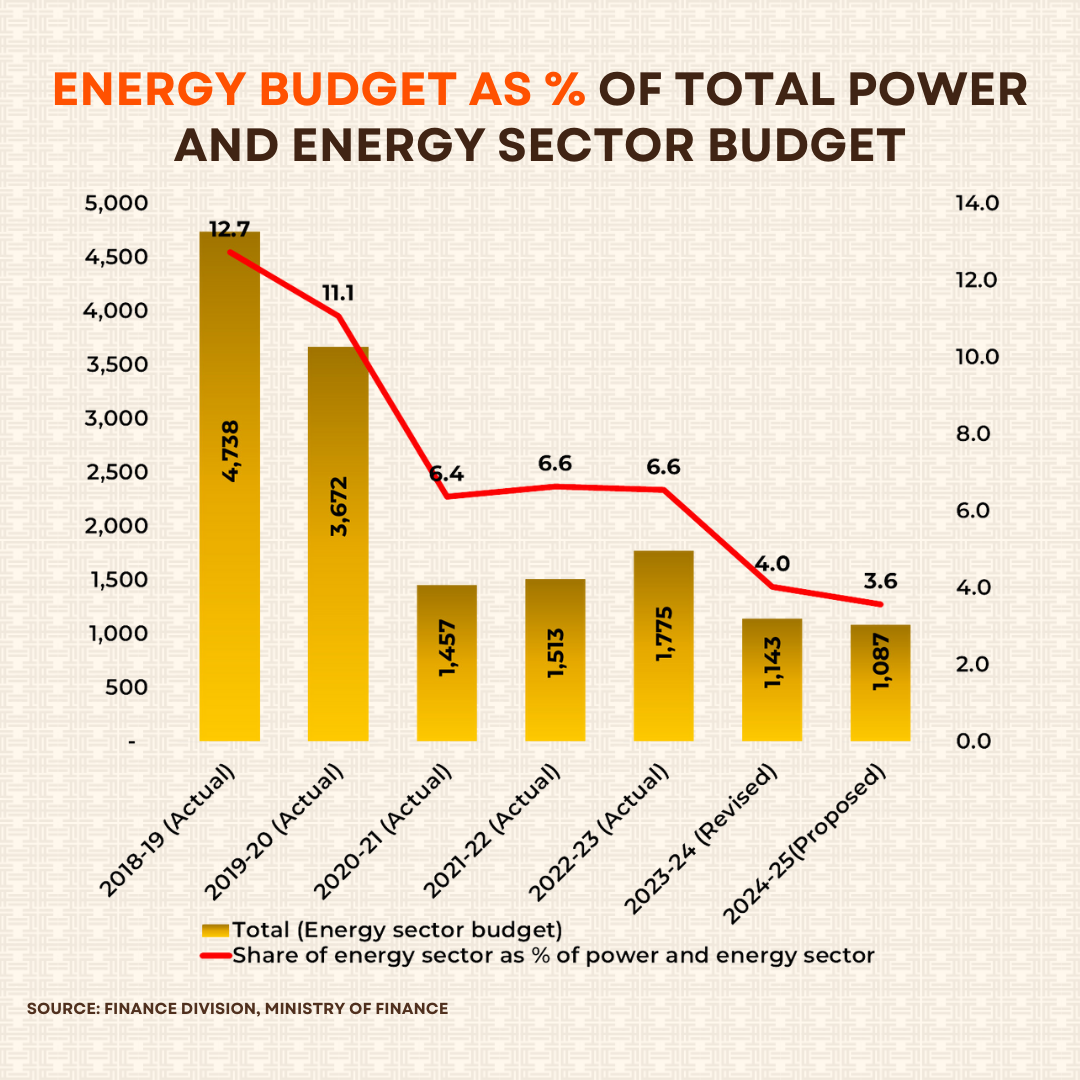 ENERGY BUDGET AS % OF TOTAL POWER
AND ENERGY SECTOR BUDGET
5,000
4,500
4,000
3,500
3,000
2,500
2,000
1,500
1,000
500
-
14.0
12.0
10.0
8.0
6.0
4.0
2.0
0.0
12.7
11.1
6.4
6.6
6.6
4.0
3.6
4,738
3,672
1,457
1,513
1,775
1,143
1,087
2018-19 (Actual)
2019-20 (Actual)
2020-21 (Actual)
2021-22 (Actual)
2022-23 (Actual)
2023-24 (Revised)
2024-25(Proposed)
Total (Energy sector budget)
Share of energy sector as % of power and energy sector
SOURCE: FINANCE DIVISION, MINISTRY OF FINANCE